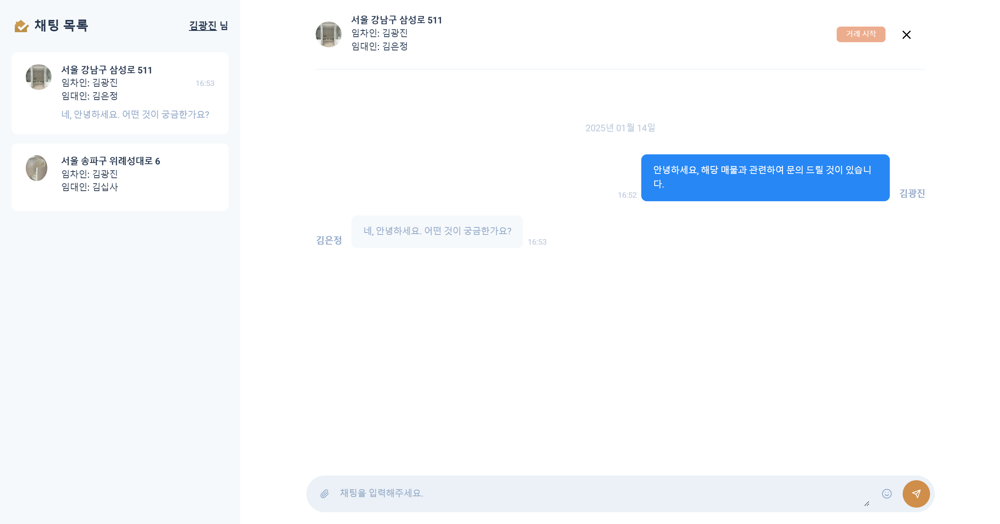 채팅 목록
김광진 님
서울 강남구 삼성로 511
임차인: 김광진
16:53
임대인: 김은정
네, 안녕하세요. 어떤 것이 궁금한가요?
서울 송파구 위례성대로 6
임차인: 김광진
임대인: 김십사
서울 강남구 삼성로 511
임차인: 김광진
임대인: 김은정
거래 시작
2025년 01월 14일
안녕하세요, 해당 매물과 관련하여 문의 드릴 것이 있습니
다.
16:52
김광진
김은정
네, 안녕하세요. 어떤 것이 궁금한가요?
16:53
채팅을 입력해주세요.